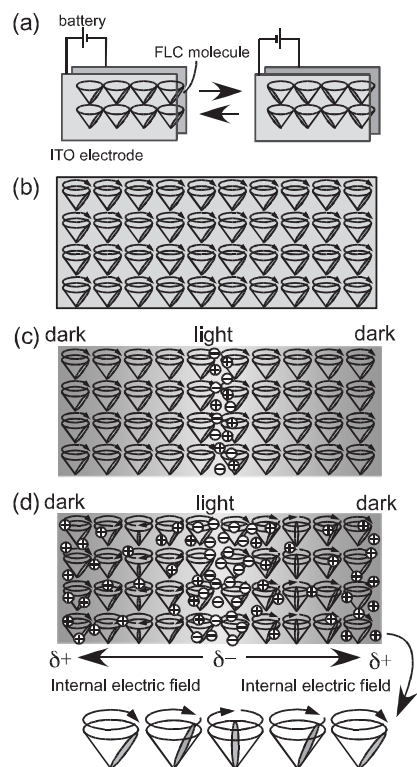 (a)
battery
FLC molecule
ITO electrode
(b)
(c)
dark light dark
(d)
dark light dark
δ+ δ− δ+
Internal electric field Internal electric field